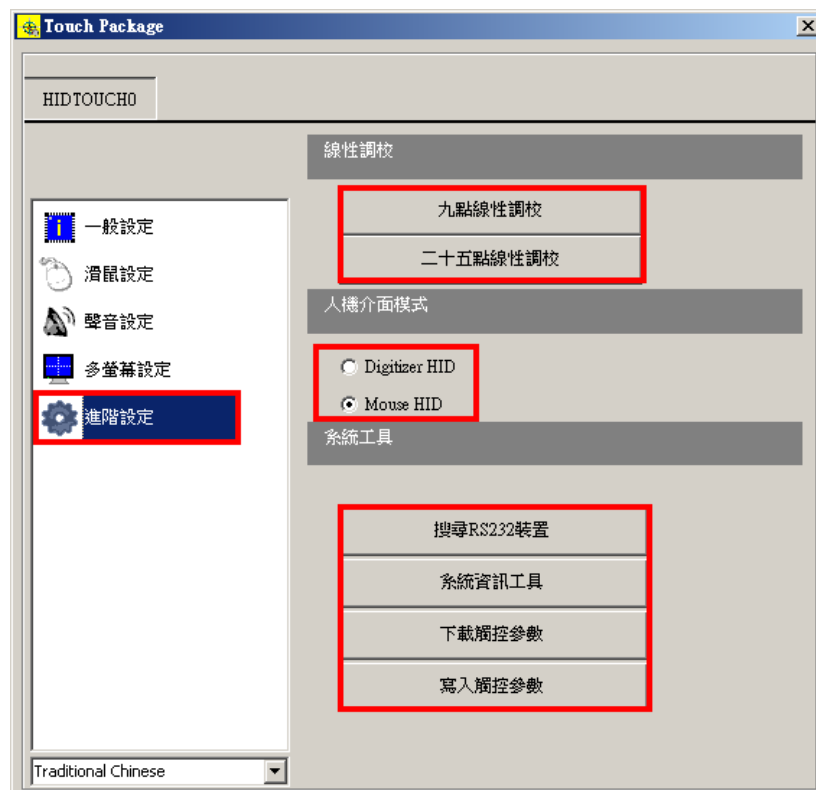 Touch Package
HIDTOUCH0
線性調校
九點線性調校
二十五點線性調校
一般設定
滑鼠設定
聲音設定
多螢幕設定
進階設定
人機介面模式
Digitizer HID
Mouse HID
系統工具
搜尋RS232裝置
系統資訊工具
下載觸控參數
寫入觸控參數
Traditional Chinese